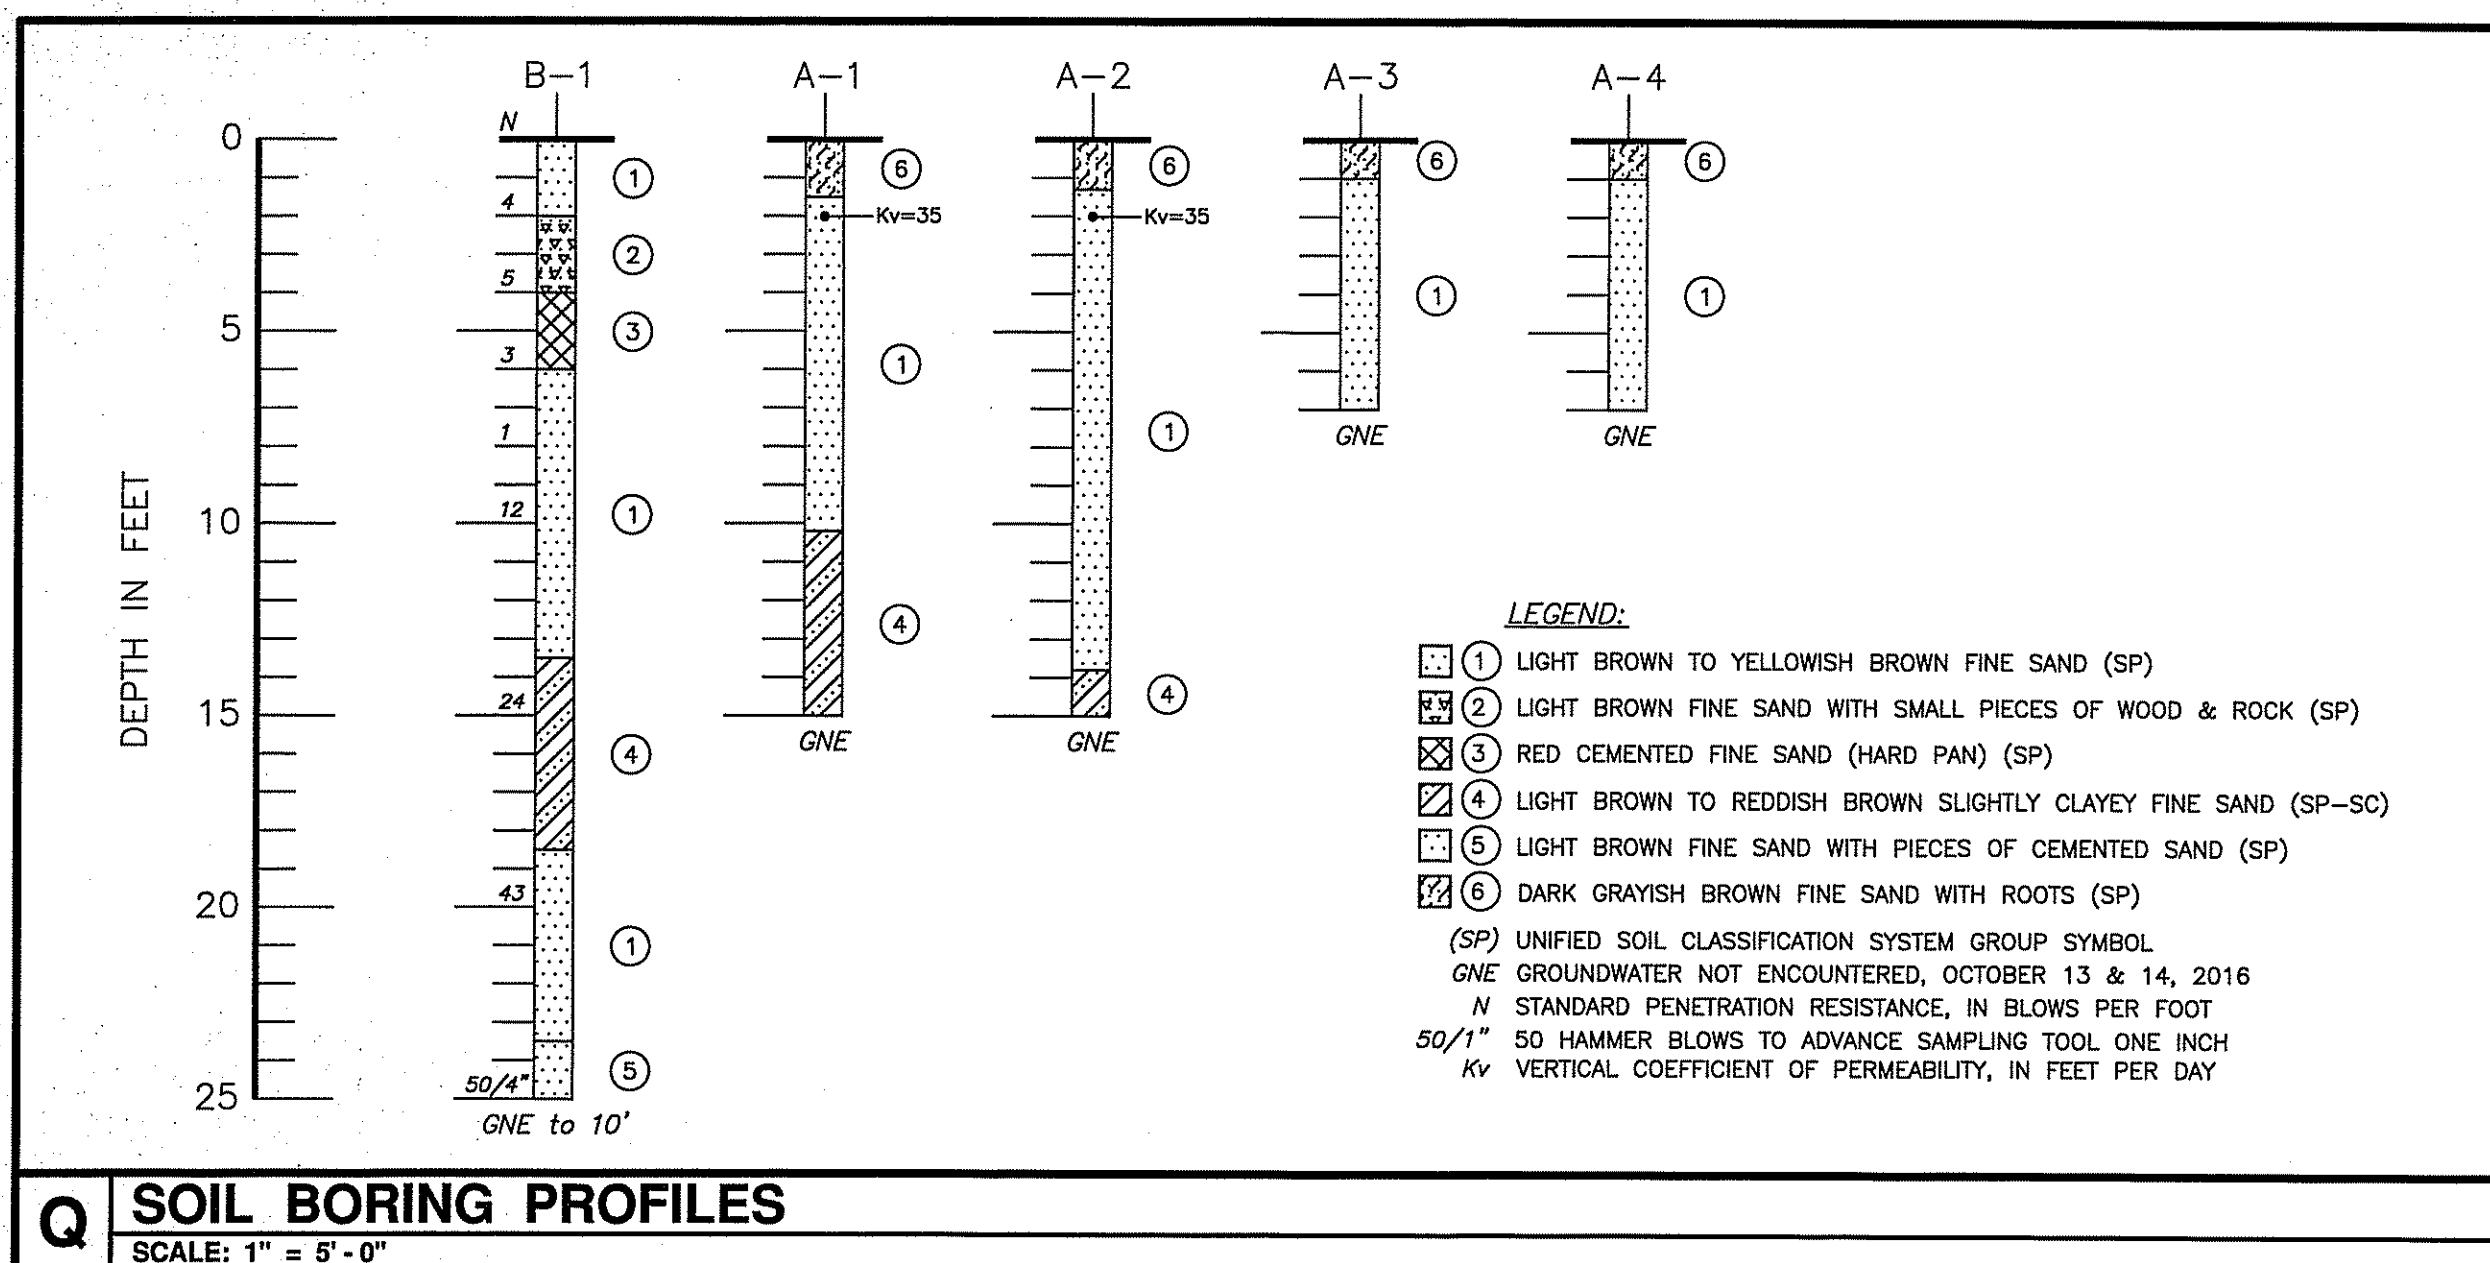 B-1 A-1 A-2 A-3 A-4
N
0
5
10
15
20
25
DEPTH IN FEET
4
5
3
1
12
24
43
50/4"
1
2
3
1
4
1
5
GNE to 10'
6
Kv=35
1
4
GNE
6
Kv=35
1
4
GNE
6
1
GNE
6
1
GNE
LEGEND:
1 LIGHT BROWN TO YELLOWISH BROWN FINE SAND (SP)
2 LIGHT BROWN FINE SAND WITH SMALL PIECES OF WOOD & ROCK (SP)
3 RED CEMENTED FINE SAND (HARD PAN) (SP)
4 LIGHT BROWN TO REDDISH BROWN SLIGHTLY CLAYEY FINE SAND (SP-SC)
5 LIGHT BROWN FINE SAND WITH PIECES OF CEMENTED SAND (SP)
6 DARK GRAYISH BROWN FINE SAND WITH ROOTS (SP)
(SP) UNIFIED SOIL CLASSIFICATION SYSTEM GROUP SYMBOL
GNE GROUNDWATER NOT ENCOUNTERED, OCTOBER 13 & 14, 2016
N STANDARD PENETRATION RESISTANCE, IN BLOWS PER FOOT
50/1" 50 HAMMER BLOWS TO ADVANCE SAMPLING TOOL ONE INCH
Kv VERTICAL COEFFICIENT OF PERMEABILITY, IN FEET PER DAY
Q SOIL BORING PROFILES
SCALE: 1" = 5'-0"